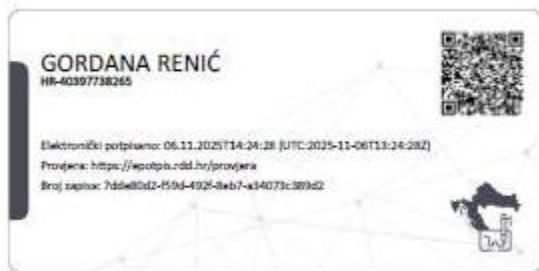 GORDANA RENIĆ
HR-40397738265
Elektronički potpisano: 06.11.2025T14:24:28 (UTC:2025-11-06T13:24:28Z)
Provjera: https://epotpis.rdd.hr/provjera
Broj zapisa: 7dde80d2-f59d-492f-8eb7-a34073c389d2